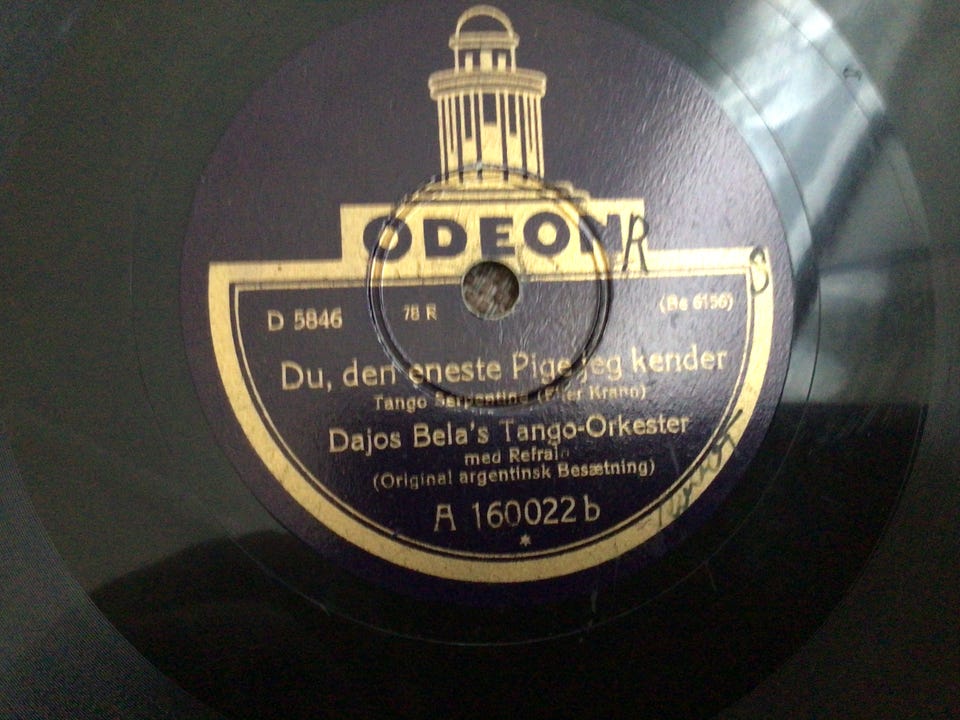 ODEON
R
D 5846 78 R (Be 6156)
Du, den eneste Pige jeg kender
Tango Serpentine
Dajos Bela's Tango-Orkester
med Refrain
(Original argentinsk Besætning)
A 160022 b